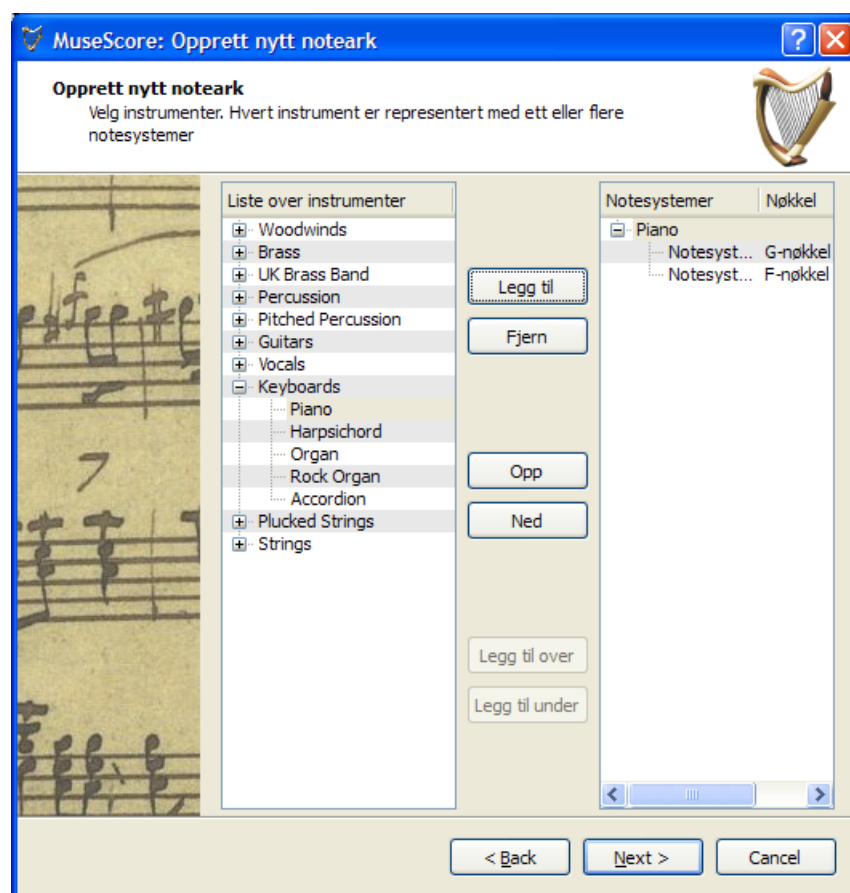 MuseScore: Opprett nytt noteark
Opprett nytt noteark
Velg instrumenter. Hvert instrument er representert med ett eller flere
notesystemer
Liste over instrumenter
Woodwinds
Brass
UK Brass Band
Percussion
Pitched Percussion
Guitars
Vocals
Keyboards
Piano
Harpsichord
Organ
Rock Organ
Accordion
Plucked Strings
Strings
Legg til
Fjern
Opp
Ned
Legg til over
Legg til under
Notesystemer Nøkkel
Piano
Notesyst... G-nøkkel
Notesyst... F-nøkkel
< Back Next > Cancel